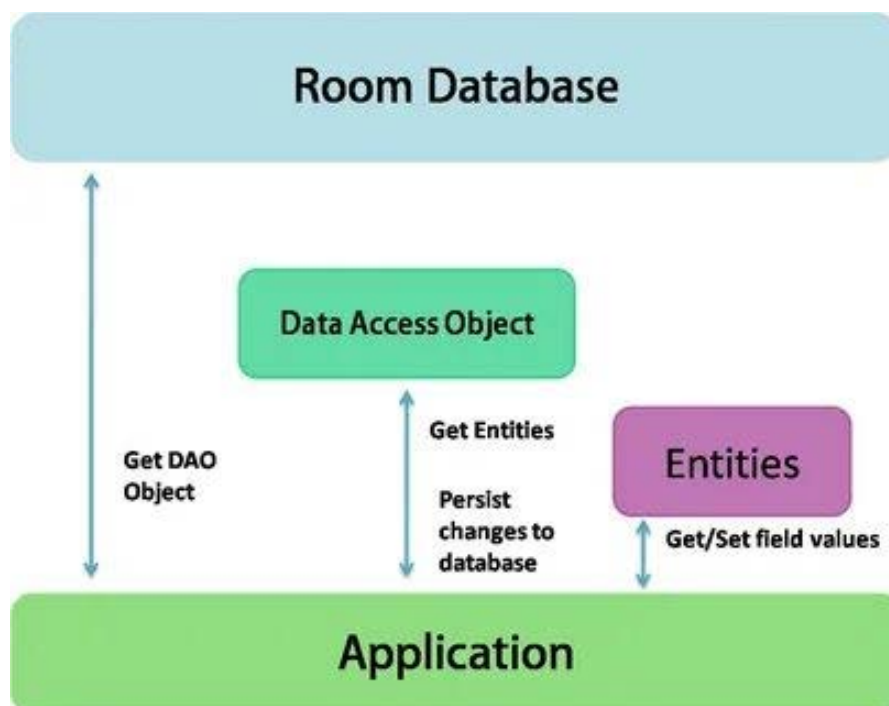 Room Database
Data Access Object
Get Entities
Get DAO
Object
Persist
changes to
database
Entities
Get/Set field values
Application